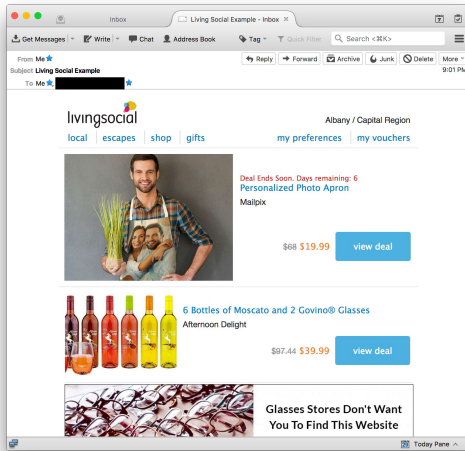 Inbox
Living Social Example - Inbox
Get Messages
Write
Chat
Address Book
Tag
Quick Filter
Search <⌘K>
From Me
Reply
Forward
Archive
Junk
Delete
More
Subject Living Social Example
9:01 PM
To Me
livingsocial
Albany / Capital Region
local escapes shop gifts
my preferences my vouchers
Deal Ends Soon. Days remaining: 6
Personalized Photo Apron
Mailpix
$68 $19.99 view deal
6 Bottles of Moscato and 2 Govino® Glasses
Afternoon Delight
$97.44 $39.99 view deal
Glasses Stores Don't Want
You To Find This Website
Today Pane